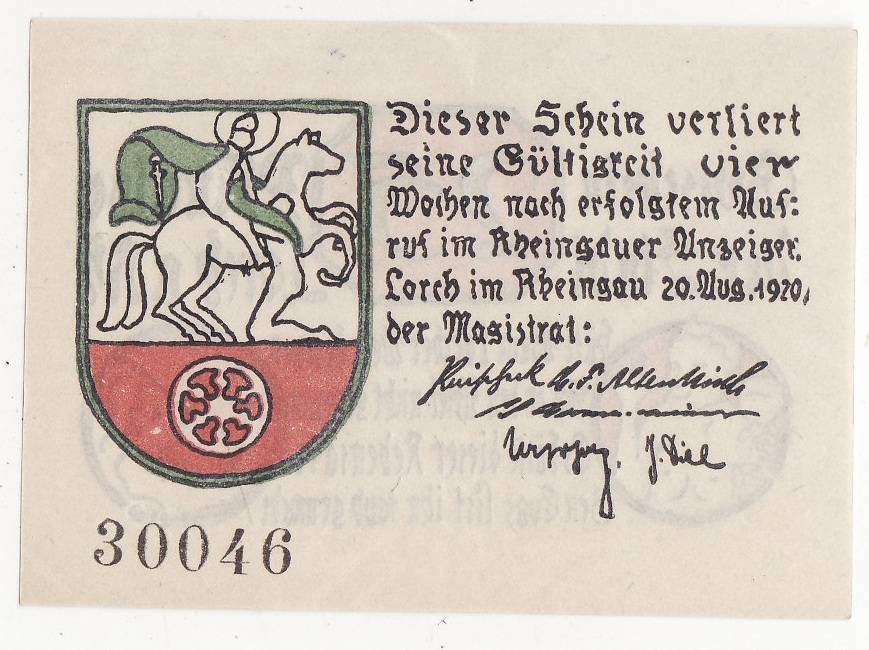 Dieser Schein verliert
seine Gültigkeit vier
Wochen nach erfolgtem Auf:
ruf im Rheingauer Anzeiger.
Lorch im Rheingau 20. Aug. 1920,
der Magistrat:
J. Dill
30046